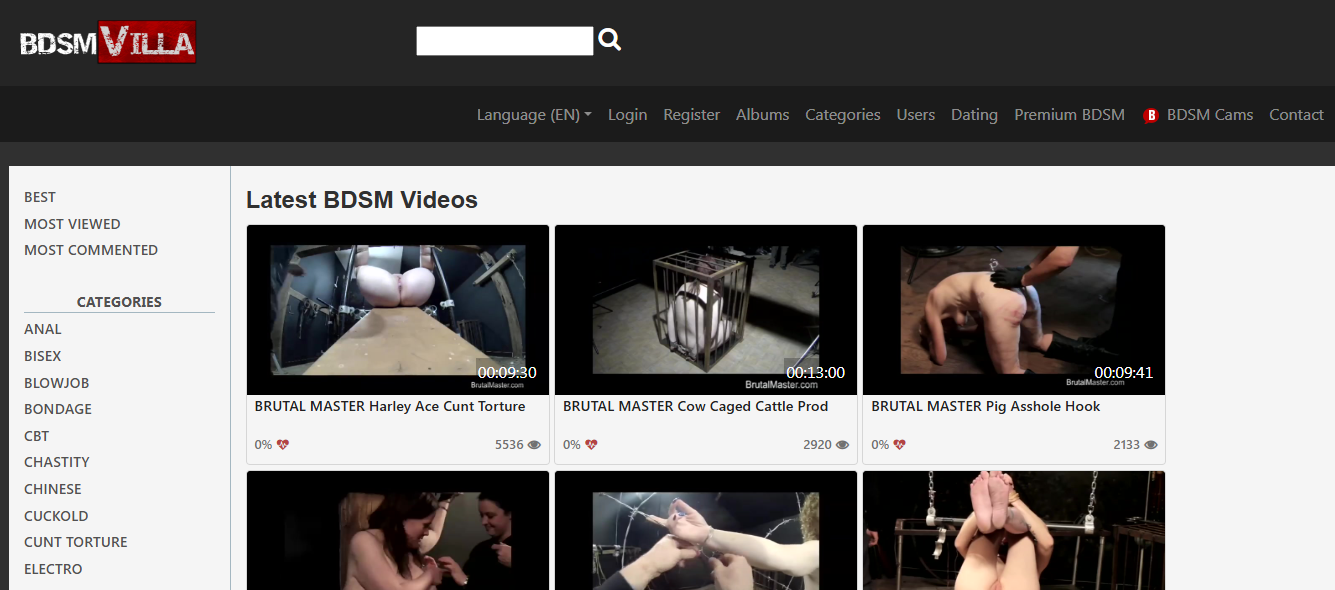 BDSMVILLA
Language (EN) Login Register Albums Categories Users Dating Premium BDSM B BDSM Cams Contact
BEST
MOST VIEWED
MOST COMMENTED
CATEGORIES
ANAL
BISEX
BLOWJOB
BONDAGE
CBT
CHASTITY
CHINESE
CUCKOLD
CUNT TORTURE
ELECTRO
Latest BDSM Videos
00:09:30
BrutalMaster.com
BRUTAL MASTER Harley Ace Cunt Torture
0% 5536
00:13:00
BrutalMaster.com
BRUTAL MASTER Cow Caged Cattle Prod
0% 2920
00:09:41
BrutalMaster.com
BRUTAL MASTER Pig Asshole Hook
0% 2133